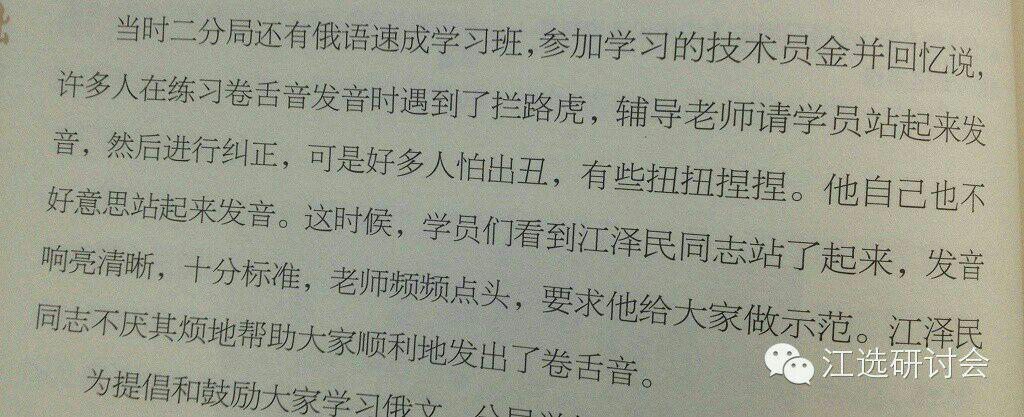 当时二分局还有俄语速成学习班,参加学习的技术员金并回忆说,
许多人在练习卷舌音发音时遇到了拦路虎，辅导老师请学员站起来发
音，然后进行纠正，可是好多人怕出丑，有些扭扭捏捏。他自己也不
好意思站起来发音。这时候，学员们看到江泽民同志站了起来，发音
响亮清晰，十分标准，老师频频点头，要求他给大家做示范。江泽民
同志不厌其烦地帮助大家顺利地发出了卷舌音。
为提倡和鼓励大家学习俄文
江选研讨会